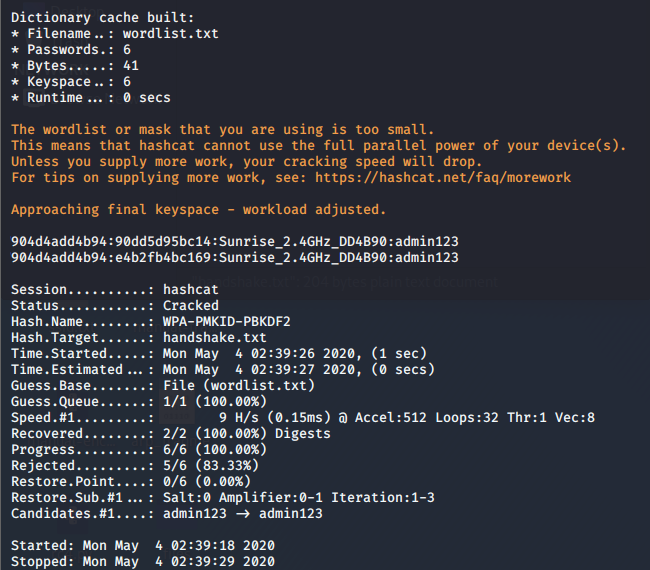 Dictionary cache built:
* Filename..: wordlist.txt
* Passwords.: 6
* Bytes.....: 41
* Keyspace..: 6
* Runtime...: 0 secs
The wordlist or mask that you are using is too small.
This means that hashcat cannot use the full parallel power of your device(s).
Unless you supply more work, your cracking speed will drop.
For tips on supplying more work, see: https://hashcat.net/faq/morework
Approaching final keyspace - workload adjusted.
904d4add4b94:90dd5d95bc14:Sunrise_2.4GHz_DD4B90:admin123
904d4add4b94:e4b2fb4bc169:Sunrise_2.4GHz_DD4B90:admin123
Session..........: hashcat
Status...........: Cracked
Hash.Name........: WPA-PMKID-PBKDF2
Hash.Target......: handshake.txt
Time.Started.....: Mon May  4 02:39:26 2020, (1 sec)
Time.Estimated...: Mon May  4 02:39:27 2020, (0 secs)
Guess.Base.......: File (wordlist.txt)
Guess.Queue......: 1/1 (100.00%)
Speed.#1.........:        9 H/s (0.15ms) @ Accel:512 Loops:32 Thr:1 Vec:8
Recovered........: 2/2 (100.00%) Digests
Progress.........: 6/6 (100.00%)
Rejected.........: 5/6 (83.33%)
Restore.Point....: 0/6 (0.00%)
Restore.Sub.#1...: Salt:0 Amplifier:0-1 Iteration:1-3
Candidates.#1....: admin123 -> admin123
Started: Mon May  4 02:39:18 2020
Stopped: Mon May  4 02:39:29 2020